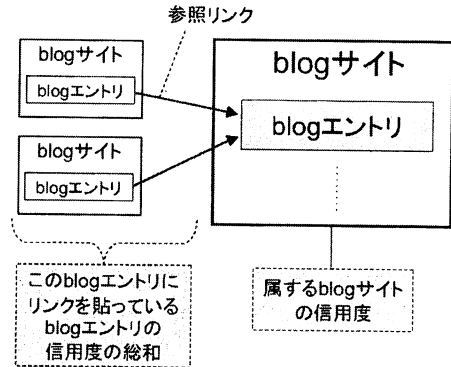 参照リンク
blogサイト
blogエントリ
blogサイト
blogエントリ
blogサイト
blogエントリ
このblogエントリに
リンクを貼っている
blogエントリの
信用度の総和
属するblogサイト
の信用度